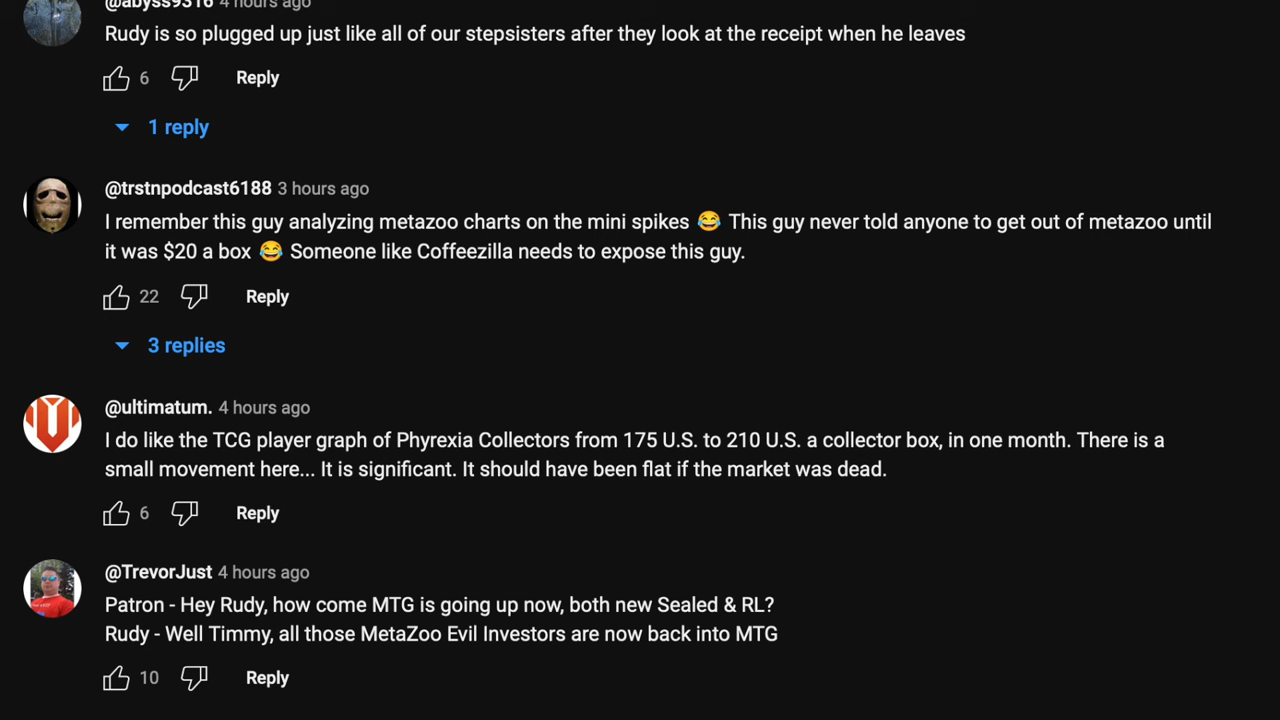 @abyss9316 4 hours ago
Rudy is so plugged up just like all of our stepsisters after they look at the receipt when he leaves
6 Reply
1 reply
@trstnpodcast6188 3 hours ago
I remember this guy analyzing metazoo charts on the mini spikes 😂 This guy never told anyone to get out of metazoo until
it was $20 a box 😂 Someone like Coffeezilla needs to expose this guy.
22 Reply
3 replies
@ultimatum. 4 hours ago
I do like the TCG player graph of Phyrexia Collectors from 175 U.S. to 210 U.S. a collector box, in one month. There is a
small movement here... It is significant. It should have been flat if the market was dead.
6 Reply
@TrevorJust 4 hours ago
Patron - Hey Rudy, how come MTG is going up now, both new Sealed & RL?
Rudy - Well Timmy, all those MetaZoo Evil Investors are now back into MTG
10 Reply